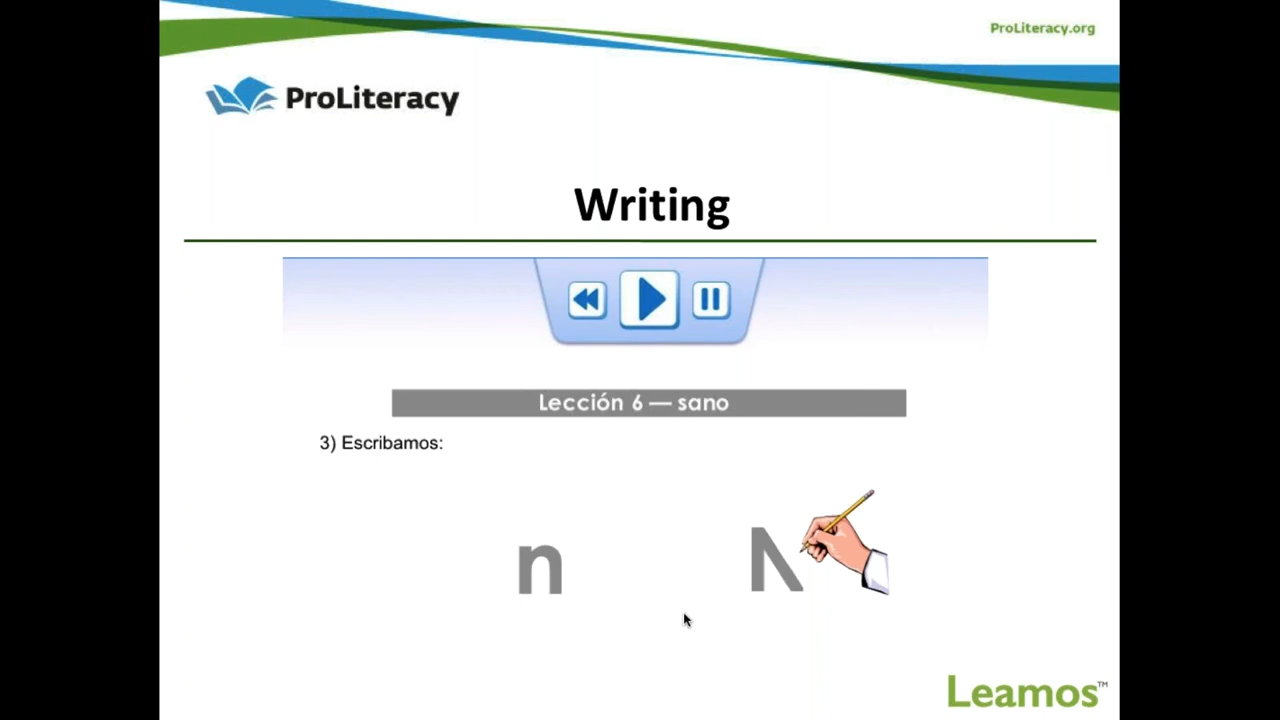 ProLiteracy.org
ProLiteracy
Writing
Lección 6 — sano
3) Escribamos:
n N
Leamos™